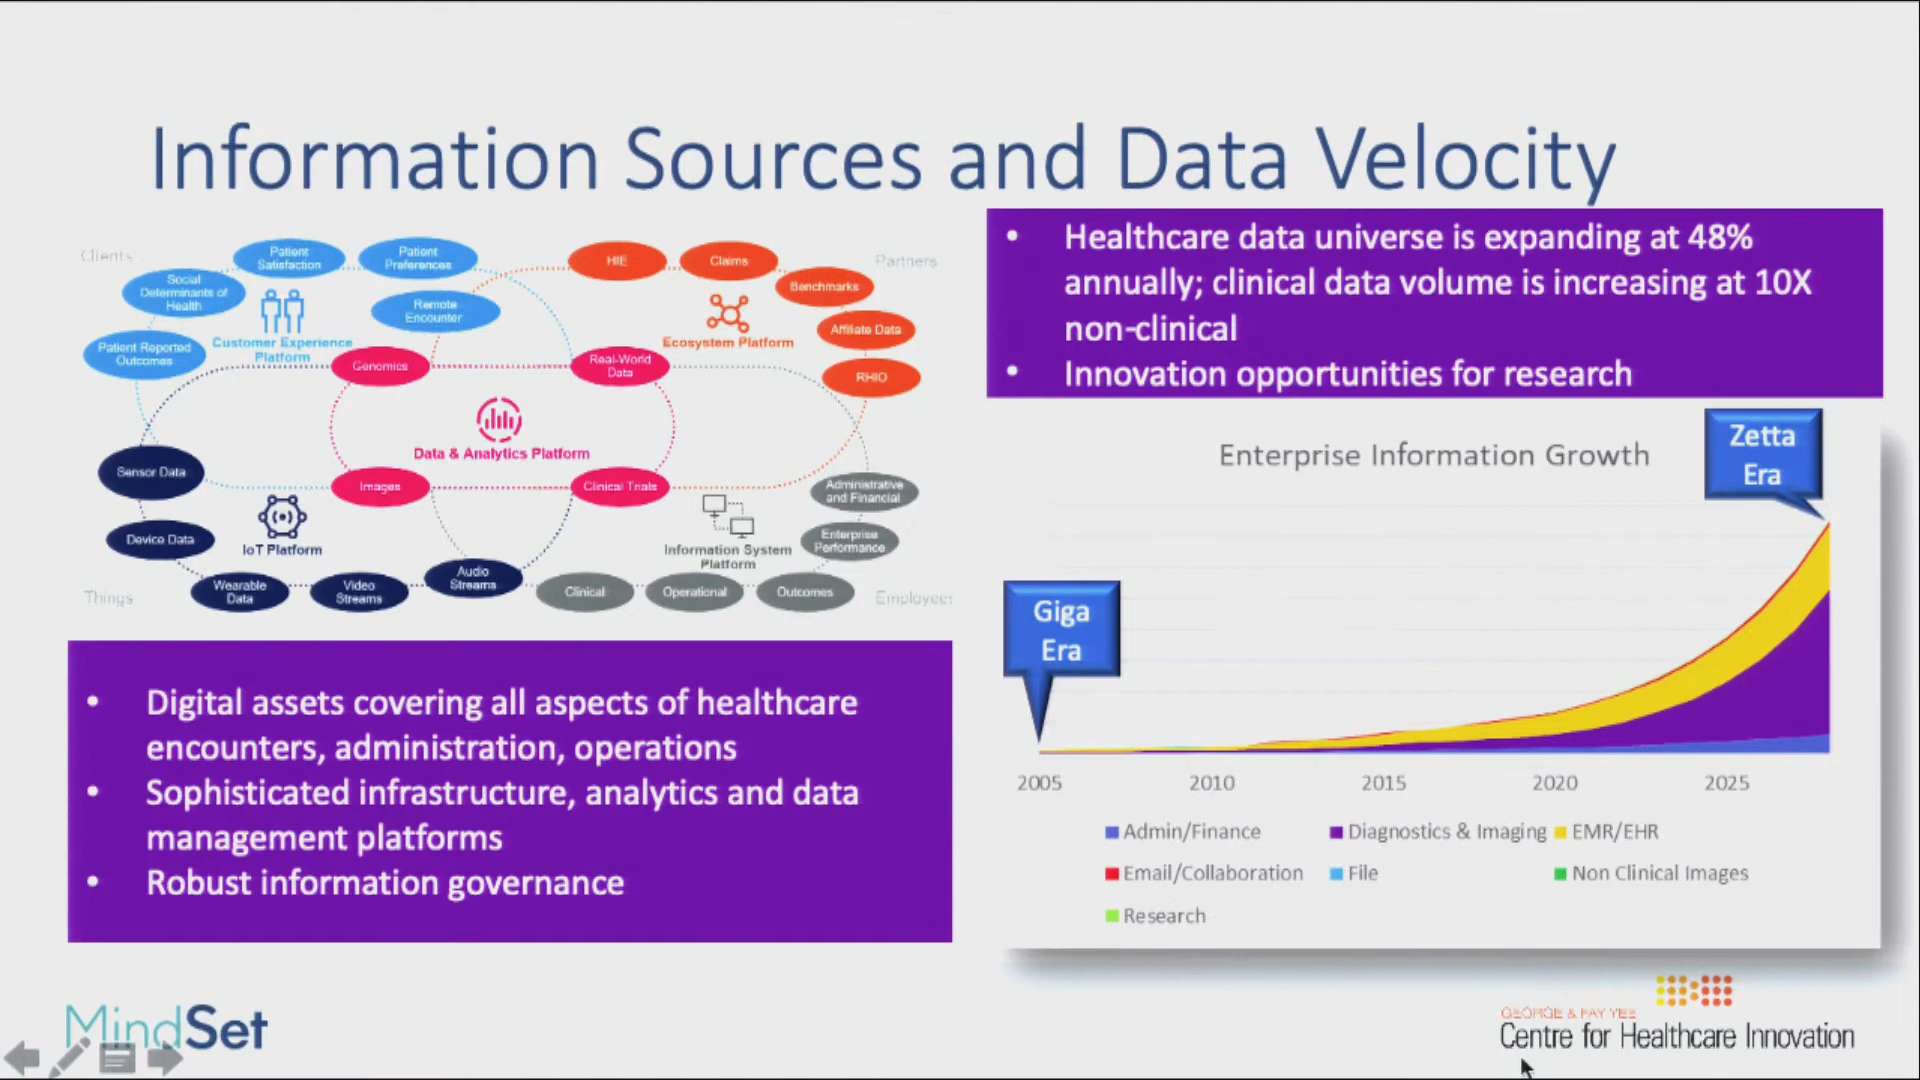 Information Sources and Data Velocity
Clients
Patient
Satisfaction
Patient
Preferences
Social
Determinants of
Health
Remote
Encounter
Patient Reported
Outcomes
Customer Experience
Platform
HIE
Claims
Partners
Benchmarks
Affiliate Data
Ecosystem Platform
RHIO
Genomics
Real-World
Data
Data & Analytics Platform
Images
Clinical Trials
Sensor Data
Device Data
IoT Platform
Wearable
Data
Video
Streams
Audio
Streams
Things
Administrative
and Financial
Enterprise
Performance
Information System
Platform
Clinical
Operational
Outcomes
Employees
• Healthcare data universe is expanding at 48%
annually; clinical data volume is increasing at 10X
non-clinical
• Innovation opportunities for research
• Digital assets covering all aspects of healthcare
encounters, administration, operations
• Sophisticated infrastructure, analytics and data
management platforms
• Robust information governance
Enterprise Information Growth
Zetta
Era
Giga
Era
2005 2010 2015 2020 2025
Admin/Finance Diagnostics & Imaging EMR/EHR
Email/Collaboration File Non Clinical Images
Research
MindSet
GEORGE & FAY YEE
Centre for Healthcare Innovation